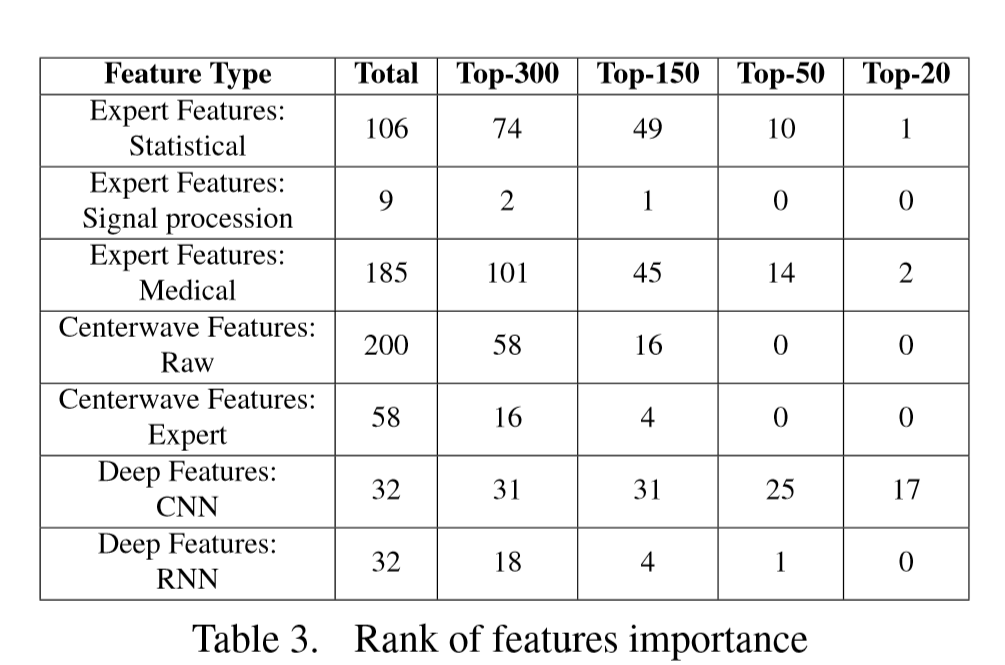 Feature Type Total Top-300 Top-150 Top-50 Top-20
Expert Features:
Statistical 106 74 49 10 1
Expert Features:
Signal procession 9 2 1 0 0
Expert Features:
Medical 185 101 45 14 2
Centerwave Features:
Raw 200 58 16 0 0
Centerwave Features:
Expert 58 16 4 0 0
Deep Features:
CNN 32 31 31 25 17
Deep Features:
RNN 32 18 4 1 0
Table 3. Rank of features importance